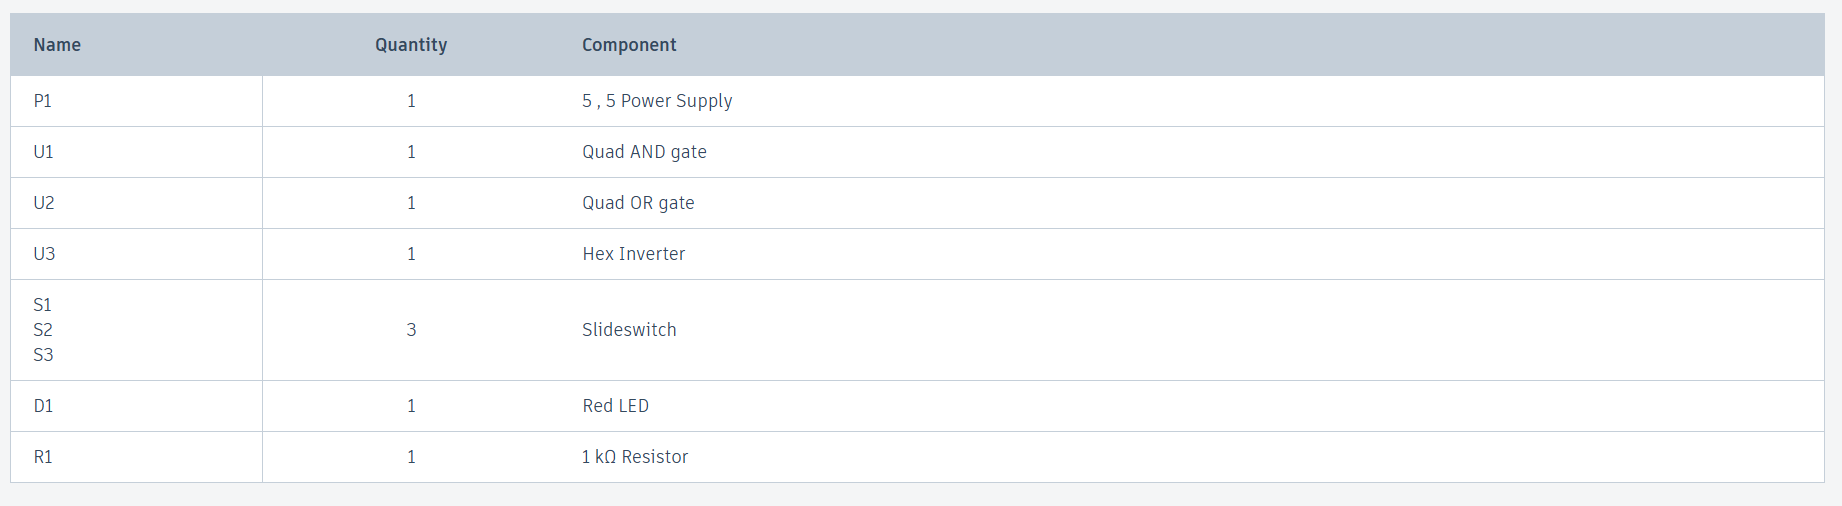 Name Quantity Component
P1 1 5 , 5 Power Supply
U1 1 Quad AND gate
U2 1 Quad OR gate
U3 1 Hex Inverter
S1
S2 3 Slideswitch
S3
D1 1 Red LED
R1 1 1 kΩ Resistor